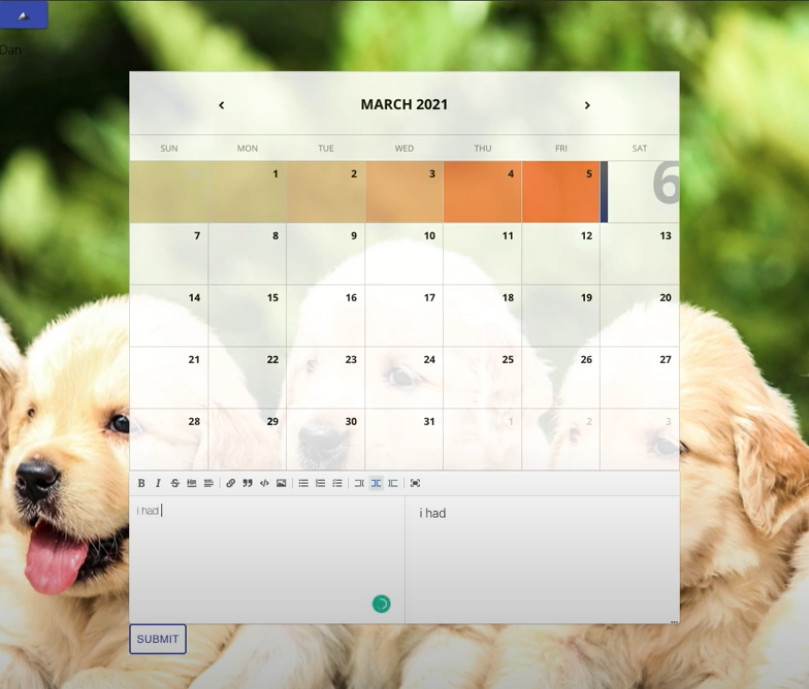 Dan
MARCH 2021
SUN MON TUE WED THU FRI SAT
1 2 3 4 5 6
7 8 9 10 11 12 13
14 15 16 17 18 19 20
21 22 23 24 25 26 27
28 29 30 31 1 2 3
B I S
i had
i had
SUBMIT